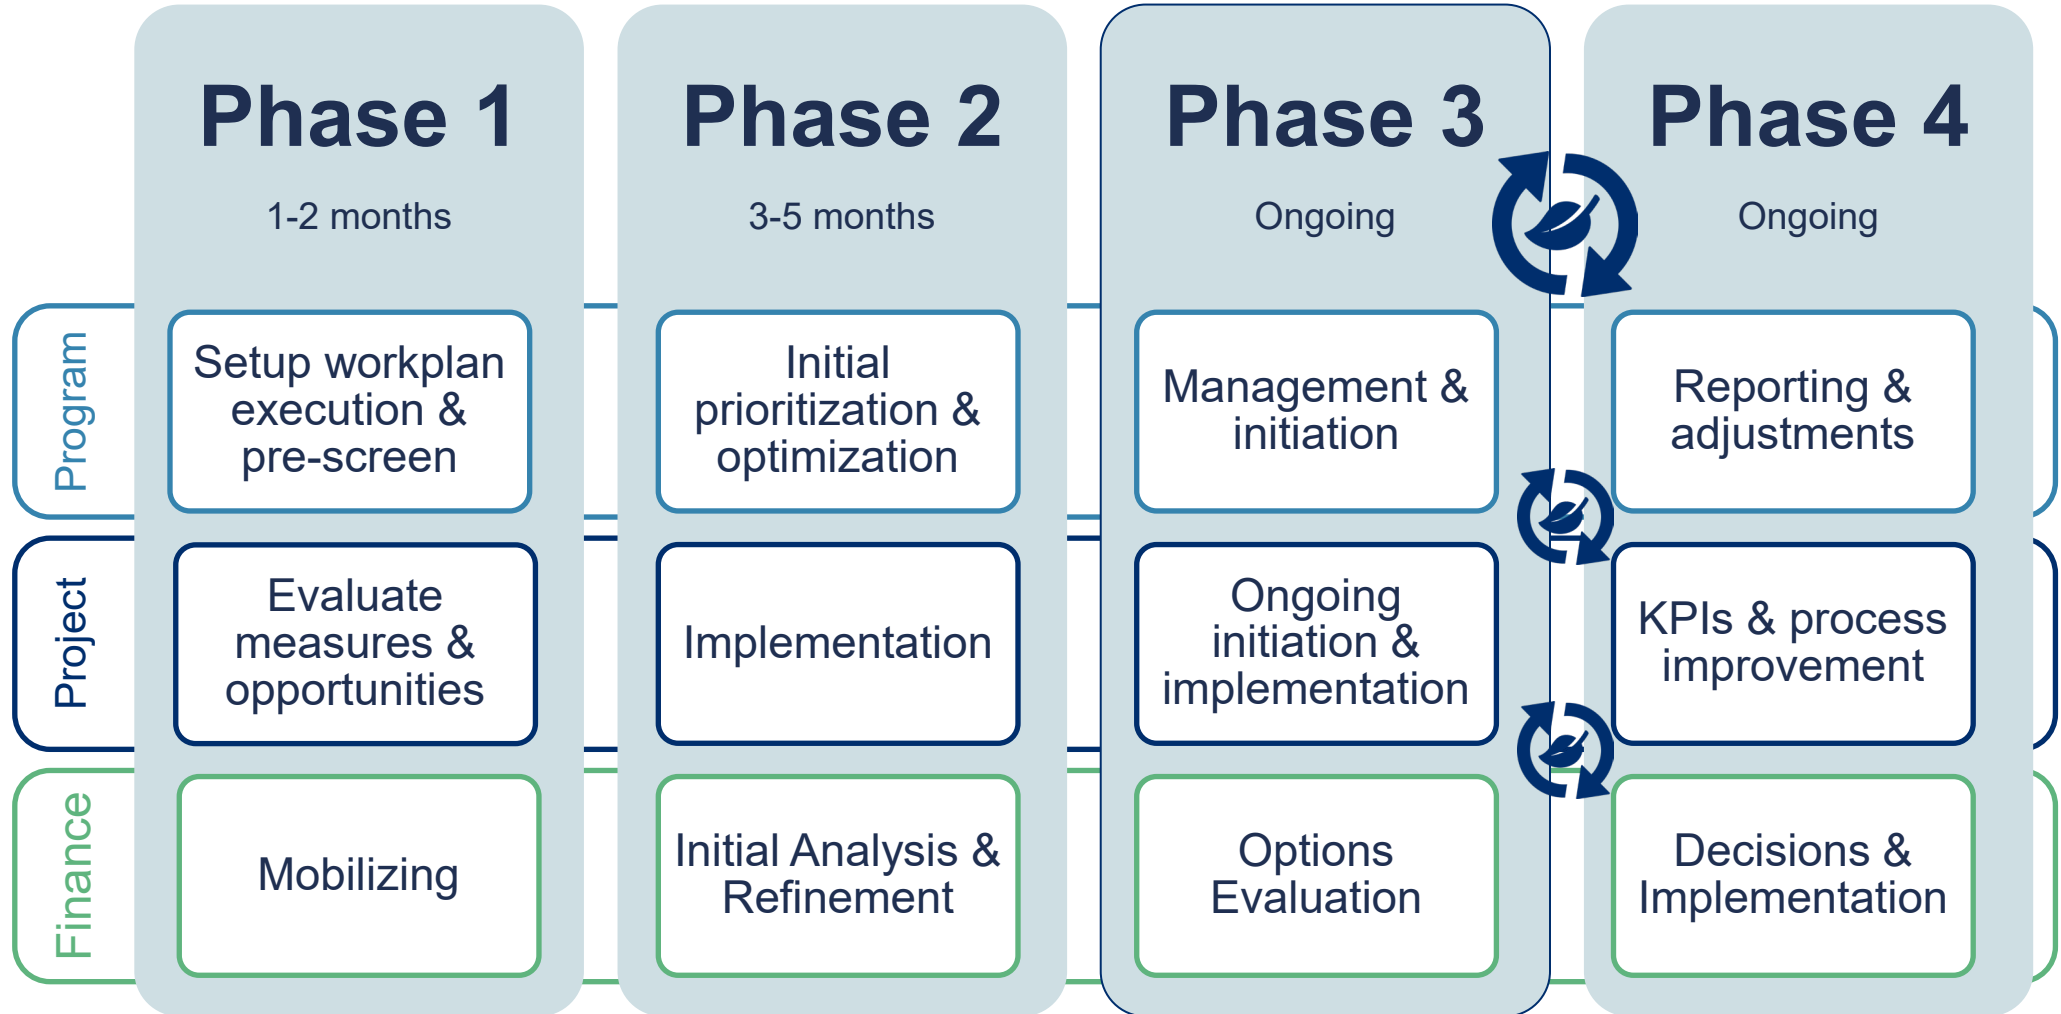 Phase 1
1-2 months
Phase 2
3-5 months
Phase 3
Ongoing
Phase 4
Ongoing
Program
Setup workplan
execution &
pre-screen
Initial
prioritization &
optimization
Management &
initiation
Reporting &
adjustments
Project
Evaluate
measures &
opportunities
Implementation
Ongoing
initiation &
implementation
KPIs & process
improvement
Finance
Mobilizing
Initial Analysis &
Refinement
Options
Evaluation
Decisions &
Implementation